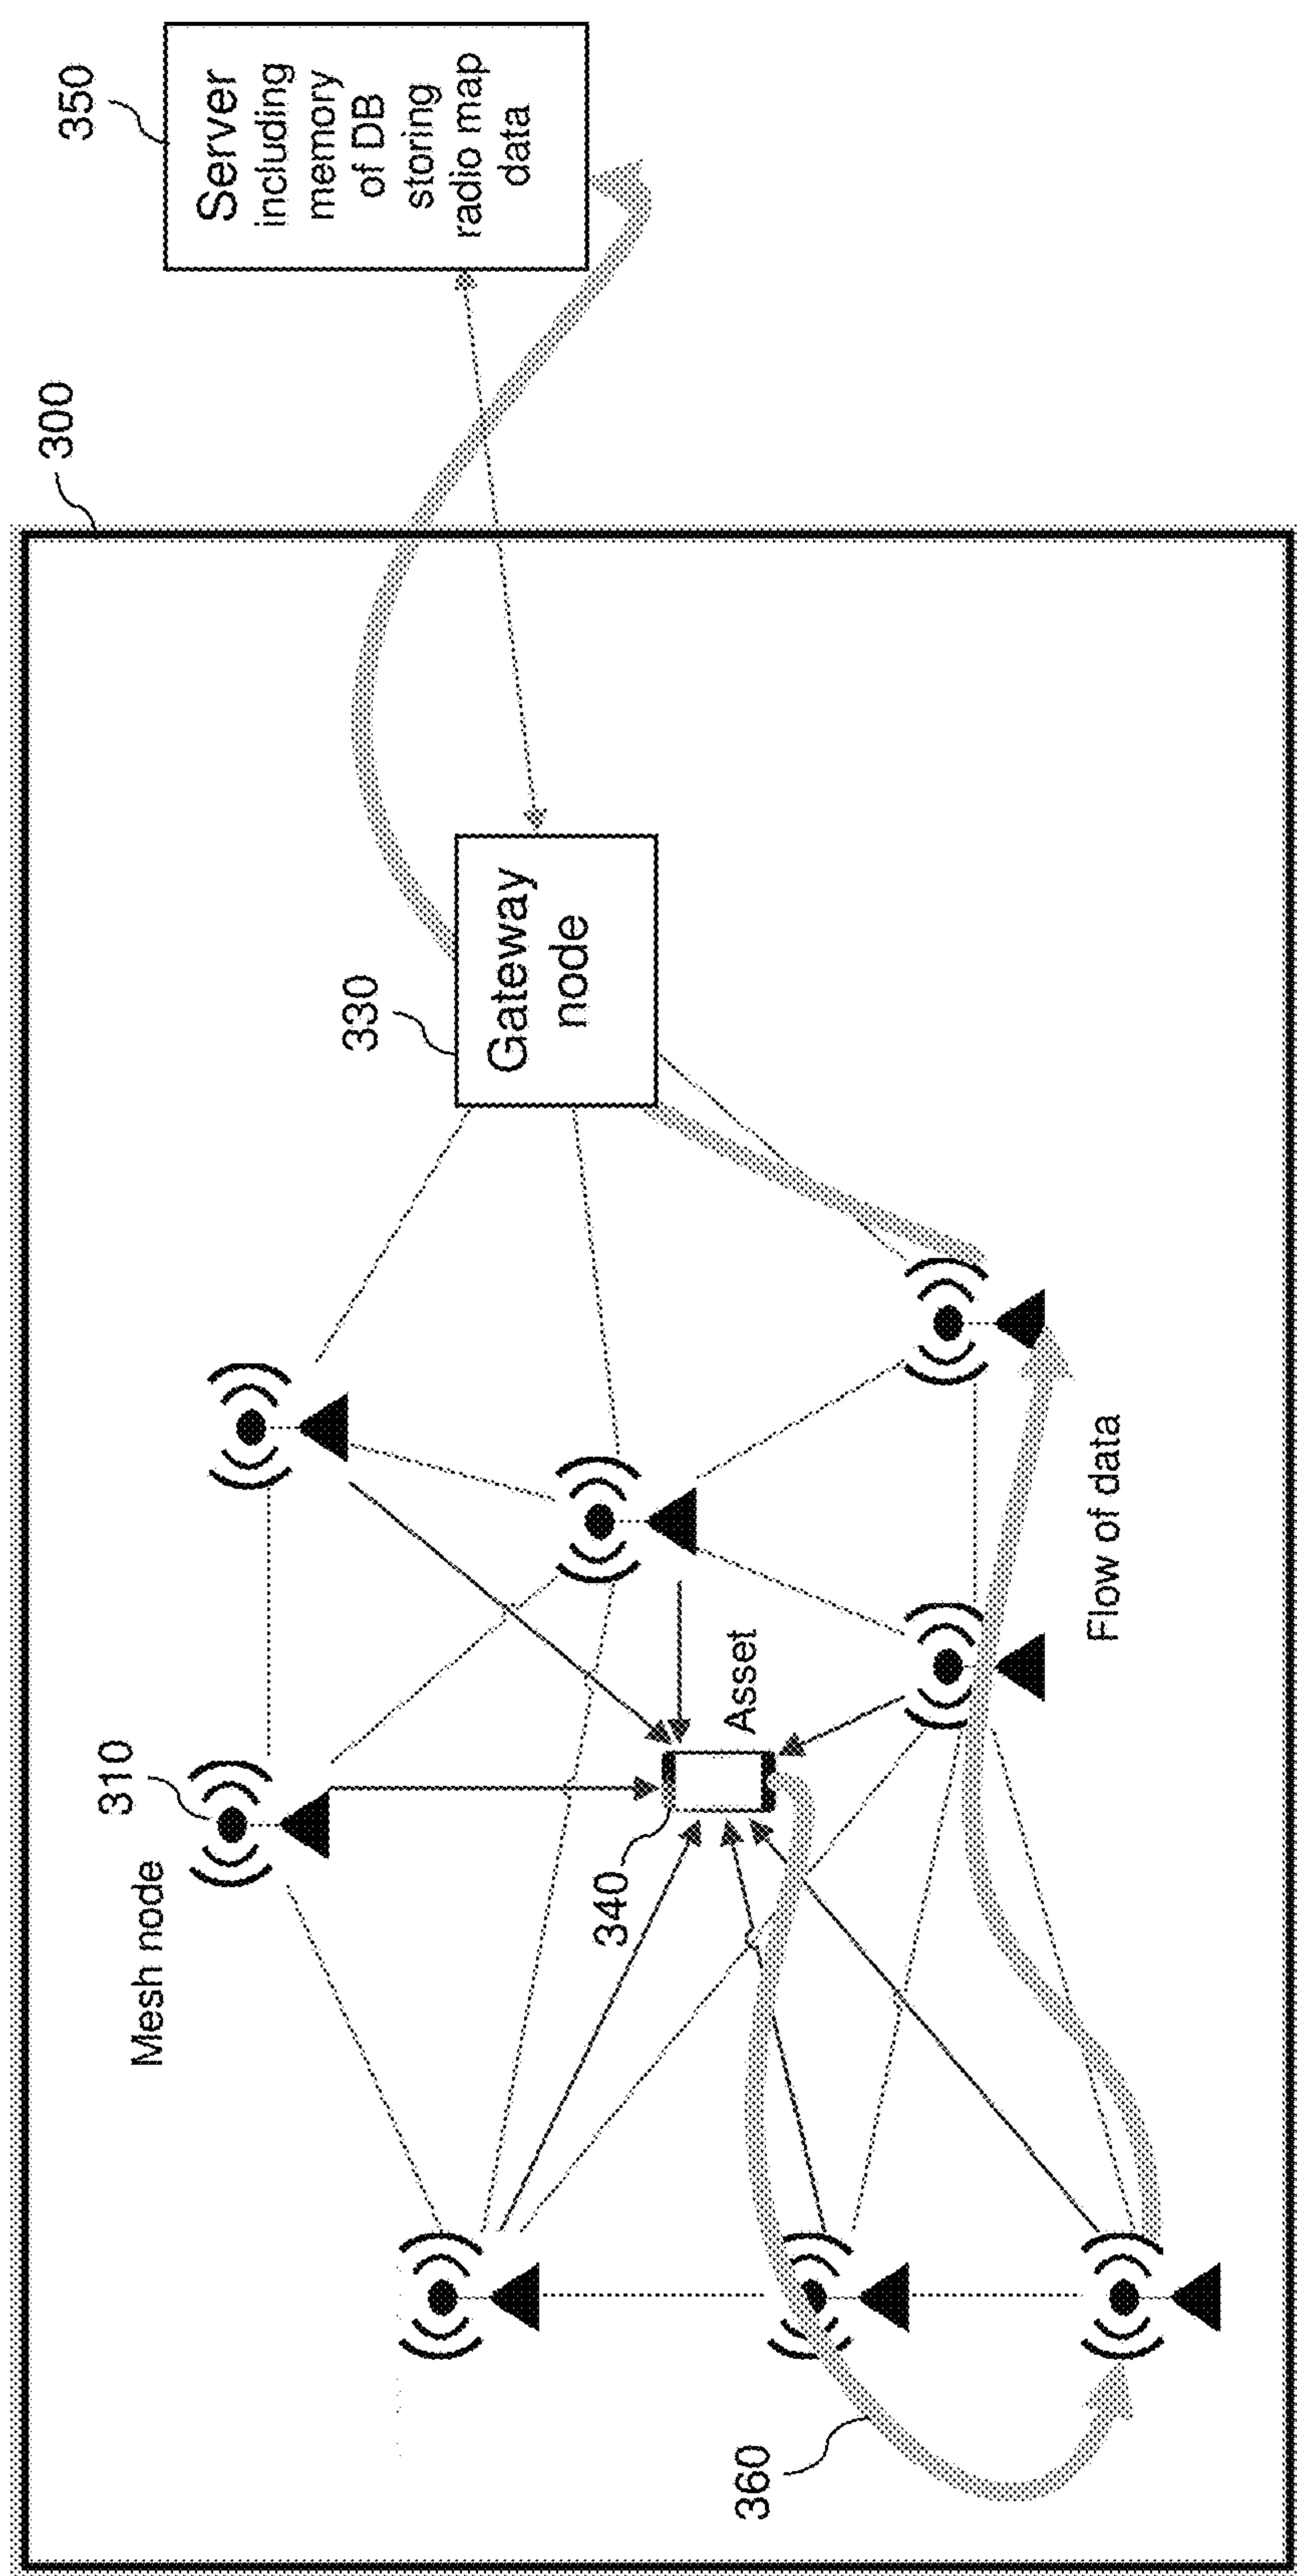 300
350
310
Mesh node
Server
including
memory
of DB
storing
radio map
data
330
Gateway
node
340
Asset
360
Flow of data